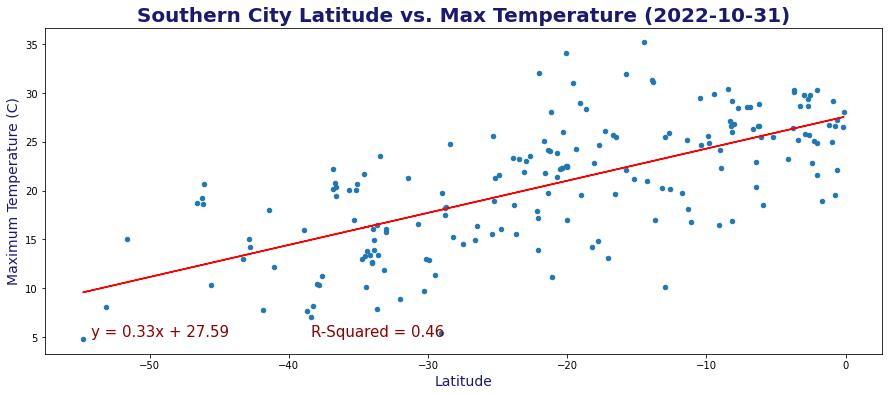 Southern City Latitude vs. Max Temperature (2022-10-31)
Maximum Temperature (C)
35
30
25
20
15
10
5
y = 0.33x + 27.59
R-Squared = 0.46
−50
−40
−30
−20
−10
0
Latitude